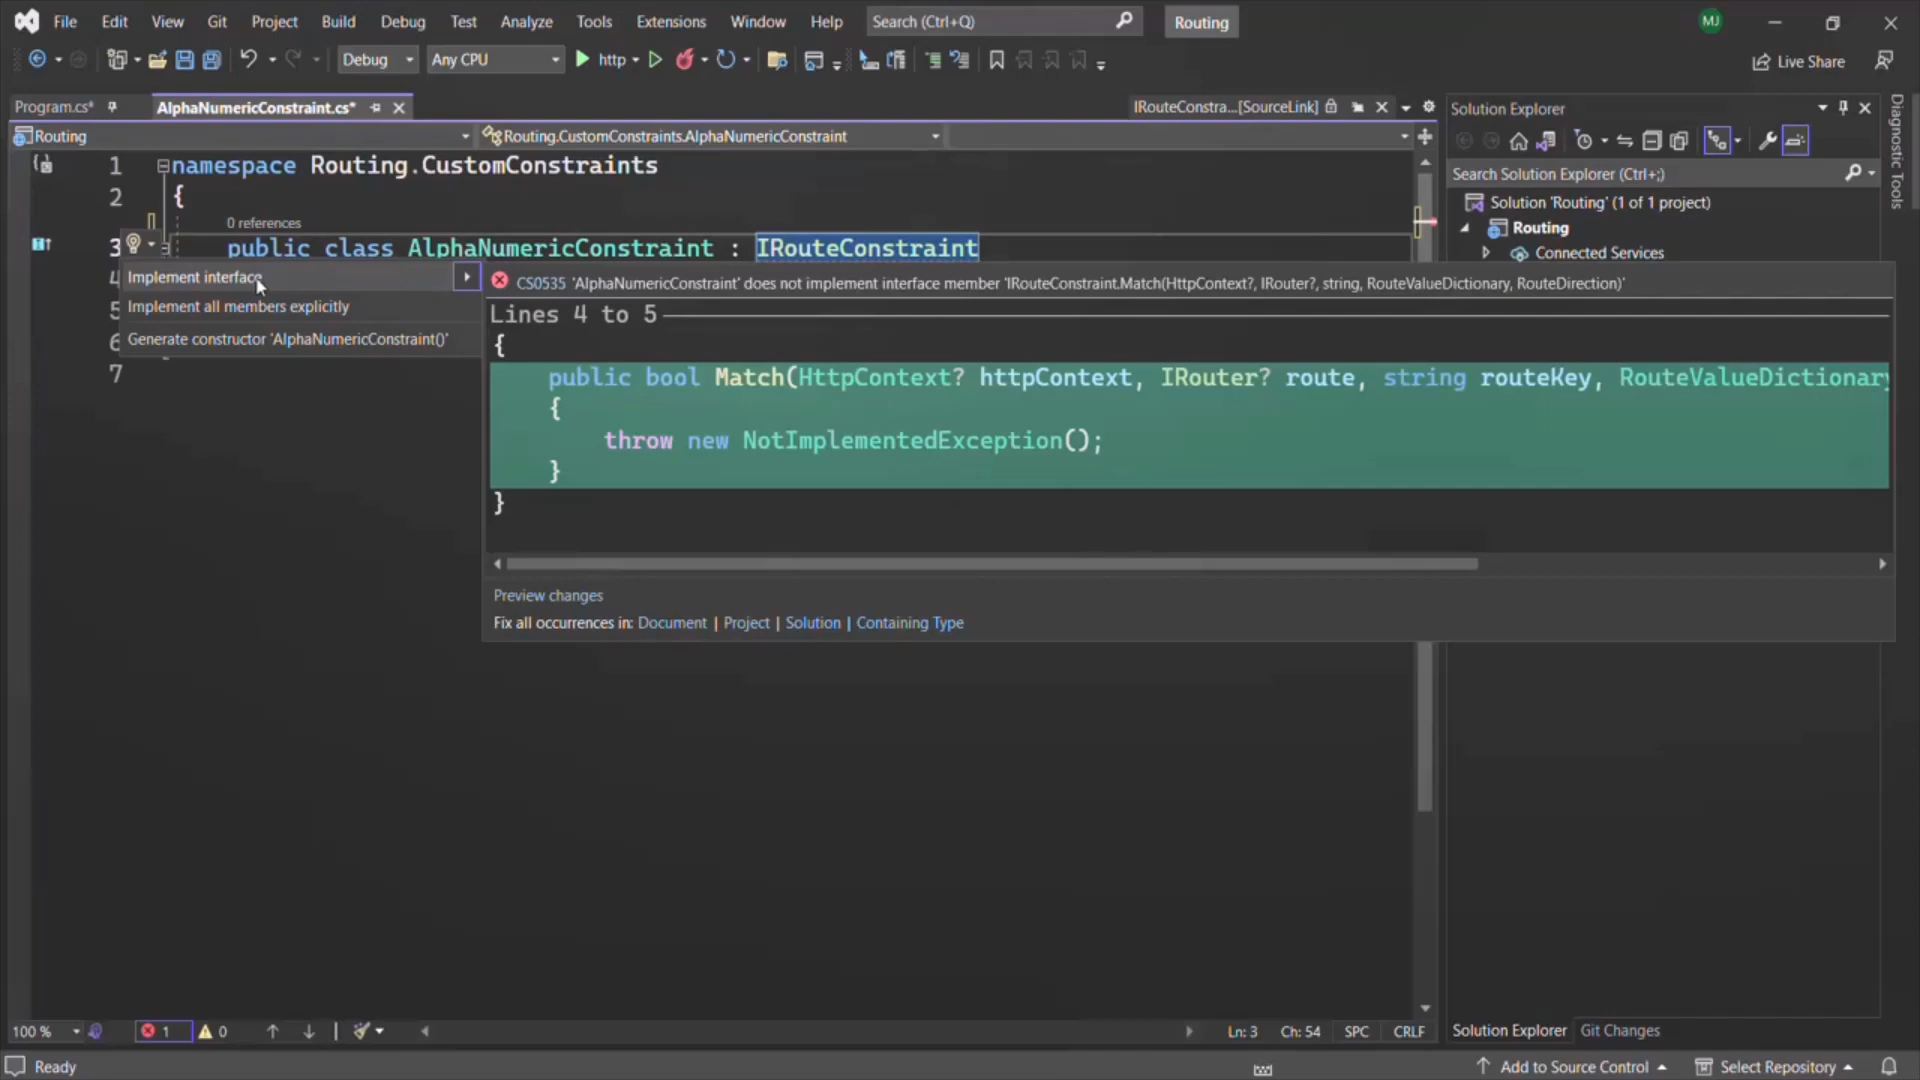 File Edit View Git Project Build Debug Test Analyze Tools Extensions Window Help Search (Ctrl+Q) Routing MJ
Debug Any CPU http Live Share
Program.cs* AlphaNumericConstraint.cs* IRouteConstra...[SourceLink] Solution Explorer
Routing Routing.CustomConstraints.AlphaNumericConstraint
Diagnostic Tools
1 namespace Routing.CustomConstraints
Search Solution Explorer (Ctrl+;)
2 {
Solution 'Routing' (1 of 1 project)
0 references
Routing
3 public class AlphaNumericConstraint : IRouteConstraint
Connected Services
4
5
6
7
Implement interface
Implement all members explicitly
Generate constructor 'AlphaNumericConstraint()'
CS0535 'AlphaNumericConstraint' does not implement interface member 'IRouteConstraint.Match(HttpContext?, IRouter?, string, RouteValueDictionary, RouteDirection)'
Lines 4 to 5
{
public bool Match(HttpContext? httpContext, IRouter? route, string routeKey, RouteValueDictionary
{
throw new NotImplementedException();
}
}
Preview changes
Fix all occurrences in: Document | Project | Solution | Containing Type
100 % 1 0 Ln: 3 Ch: 54 SPC CRLF
Solution Explorer Git Changes
Ready Add to Source Control Select Repository